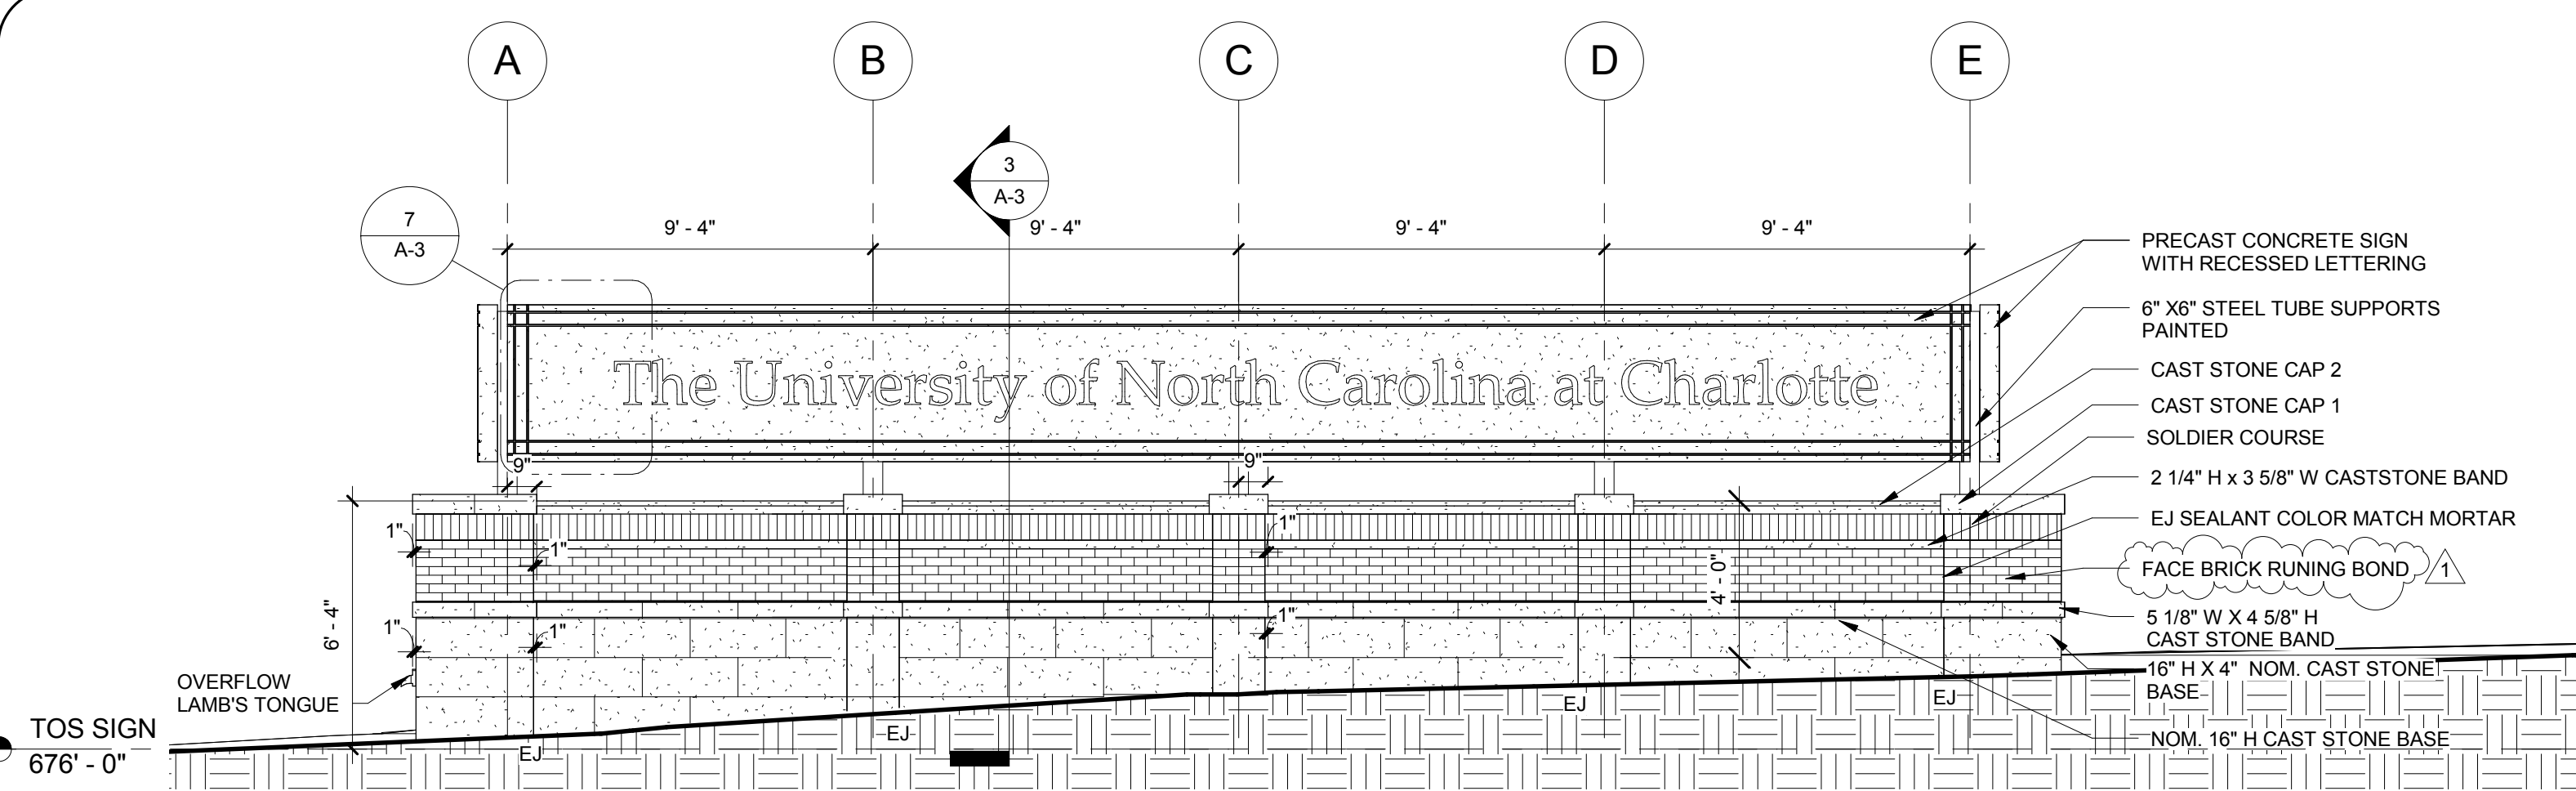 A
B
C
D
E
3
A-3
7
A-3
9' - 4"
9' - 4"
9' - 4"
9' - 4"
PRECAST CONCRETE SIGN
WITH RECESSED LETTERING
6" X6" STEEL TUBE SUPPORTS
PAINTED
The University of North Carolina at Charlotte
CAST STONE CAP 2
CAST STONE CAP 1
SOLDIER COURSE
9"
9"
2 1/4" H x 3 5/8" W CASTSTONE BAND
EJ SEALANT COLOR MATCH MORTAR
1"
1"
1"
FACE BRICK RUNING BOND
1
6' - 4"
4' - 0"
5 1/8" W X 4 5/8" H
CAST STONE BAND
1"
1"
1"
16" H X 4" NOM. CAST STONE
BASE
OVERFLOW
LAMB'S TONGUE
EJ
EJ
EJ
EJ
NOM. 16" H CAST STONE BASE
TOS SIGN
676' - 0"